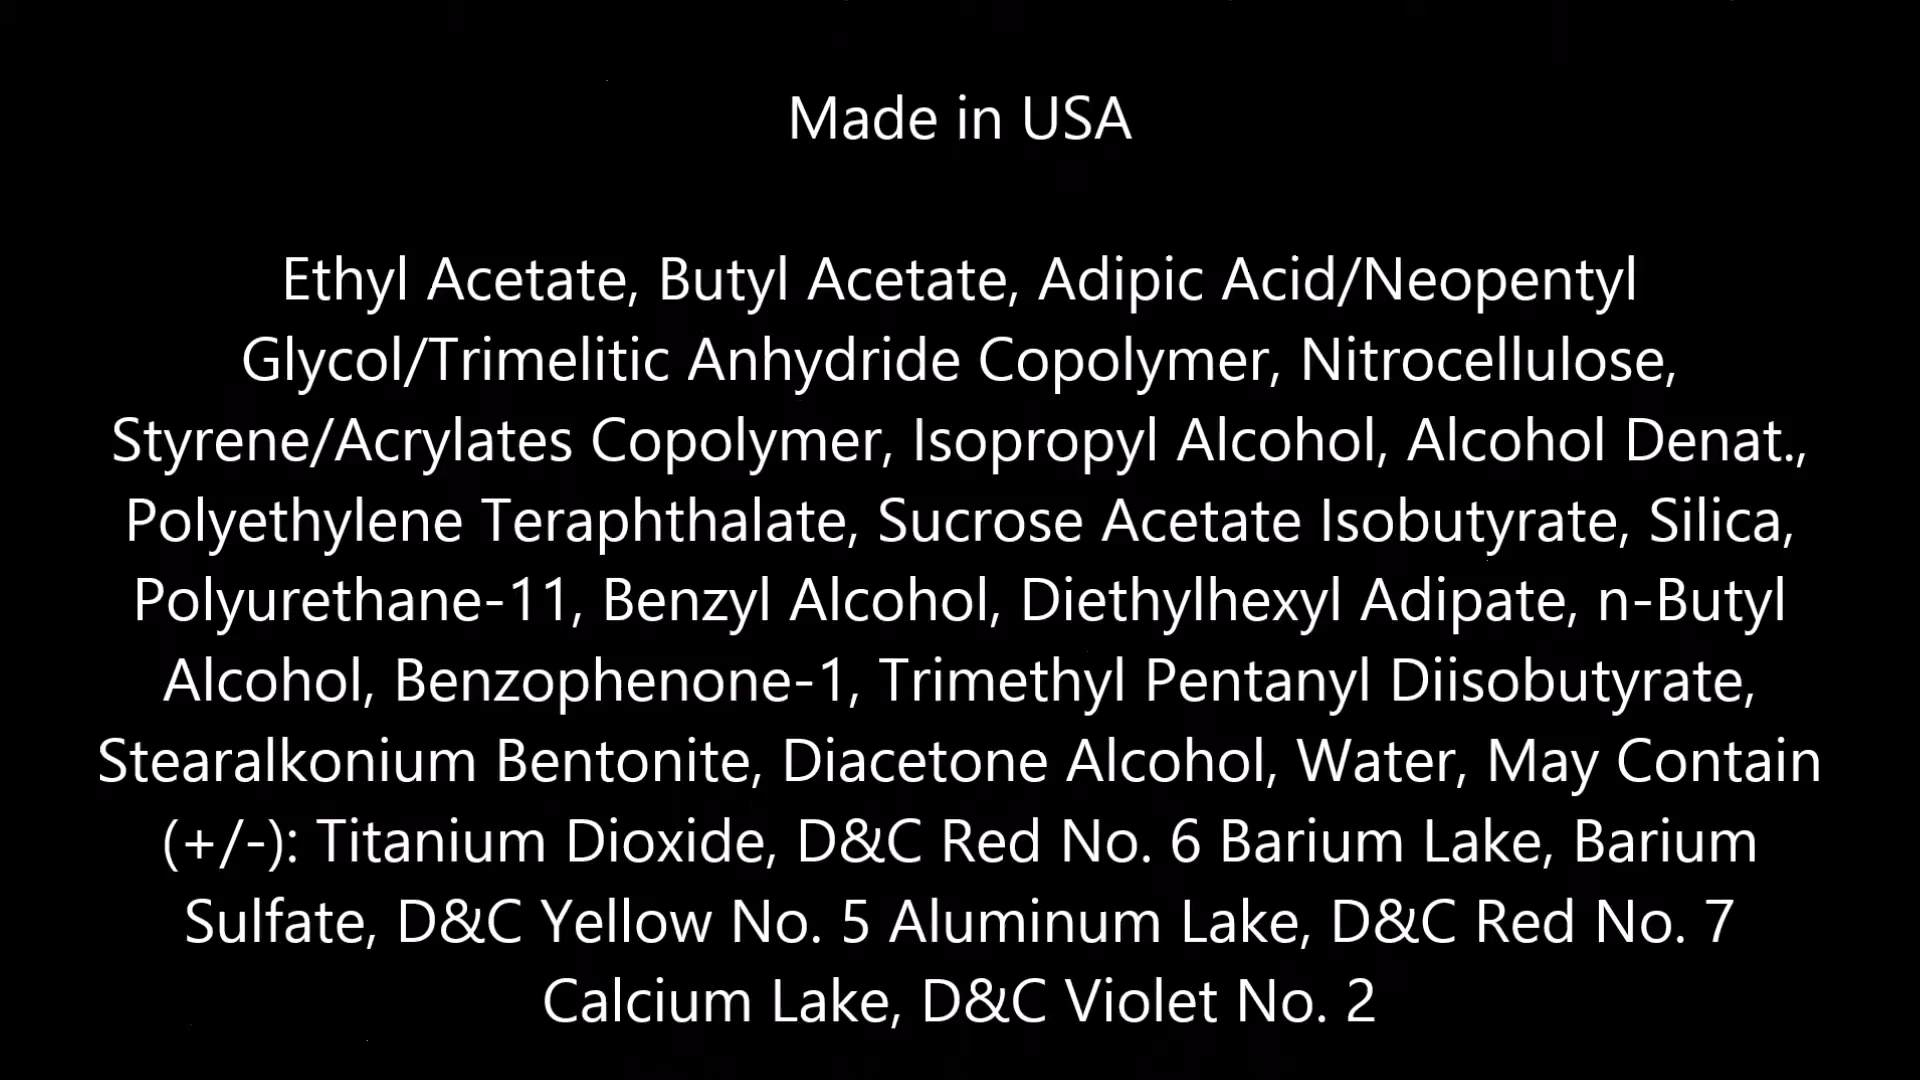 Made in USA
Ethyl Acetate, Butyl Acetate, Adipic Acid/Neopentyl
Glycol/Trimelitic Anhydride Copolymer, Nitrocellulose,
Styrene/Acrylates Copolymer, Isopropyl Alcohol, Alcohol Denat.,
Polyethylene Teraphthalate, Sucrose Acetate Isobutyrate, Silica,
Polyurethane-11, Benzyl Alcohol, Diethylhexyl Adipate, n-Butyl
Alcohol, Benzophenone-1, Trimethyl Pentanyl Diisobutyrate,
Stearalkonium Bentonite, Diacetone Alcohol, Water, May Contain
(+/-): Titanium Dioxide, D&C Red No. 6 Barium Lake, Barium
Sulfate, D&C Yellow No. 5 Aluminum Lake, D&C Red No. 7
Calcium Lake, D&C Violet No. 2